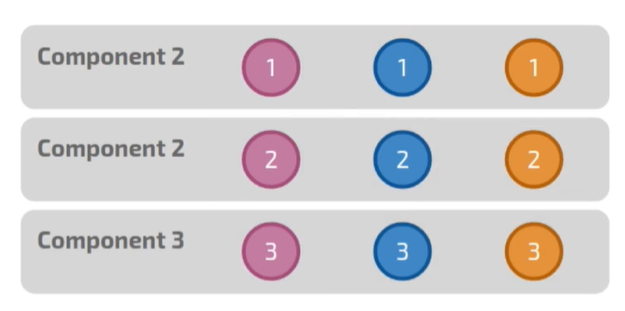 Component 2 1 1 1
Component 2 2 2 2
Component 3 3 3 3